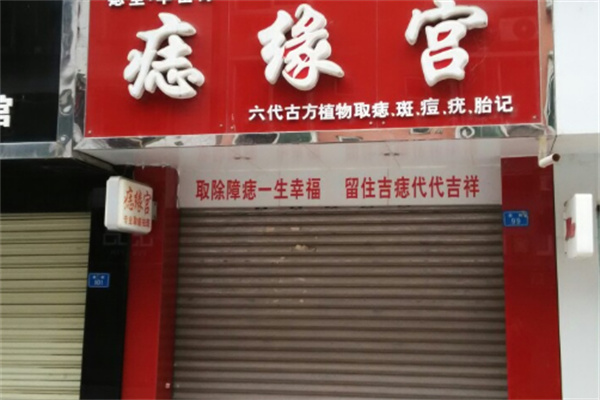 痣缘宫
六代古方植物取痣、斑、痘、疣、胎记
取除障痣一生幸福 留住吉痣代代吉祥
痣缘宫
宫